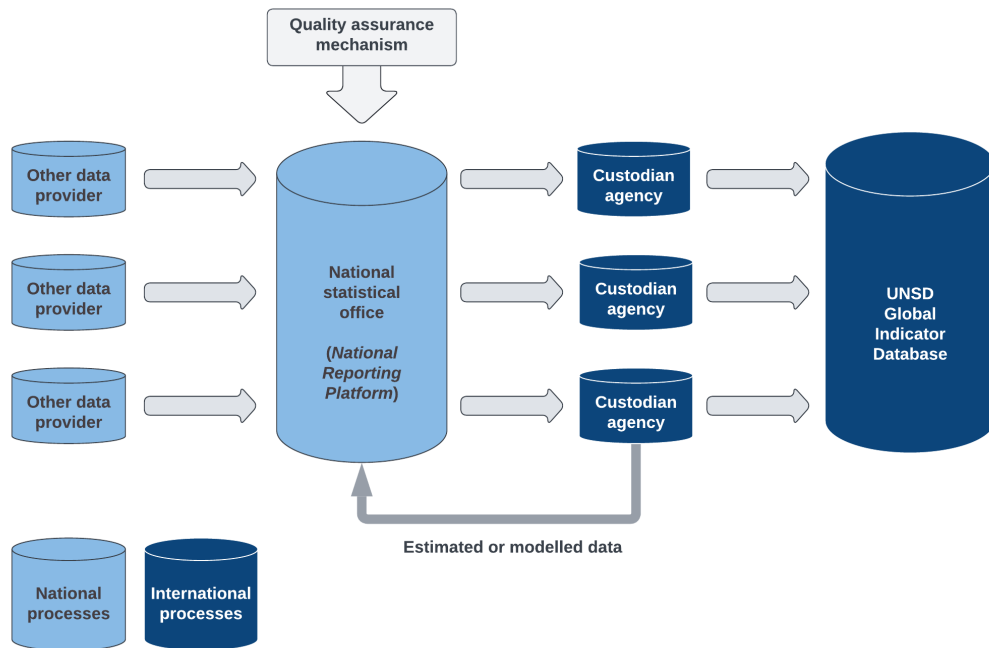 Quality assurance
mechanism
Other data
provider
Custodian
agency
Other data
provider
National
statistical
office
(National
Reporting
Platform)
Custodian
agency
UNSD
Global
Indicator
Database
Other data
provider
Custodian
agency
Estimated or modelled data
National
processes
International
processes